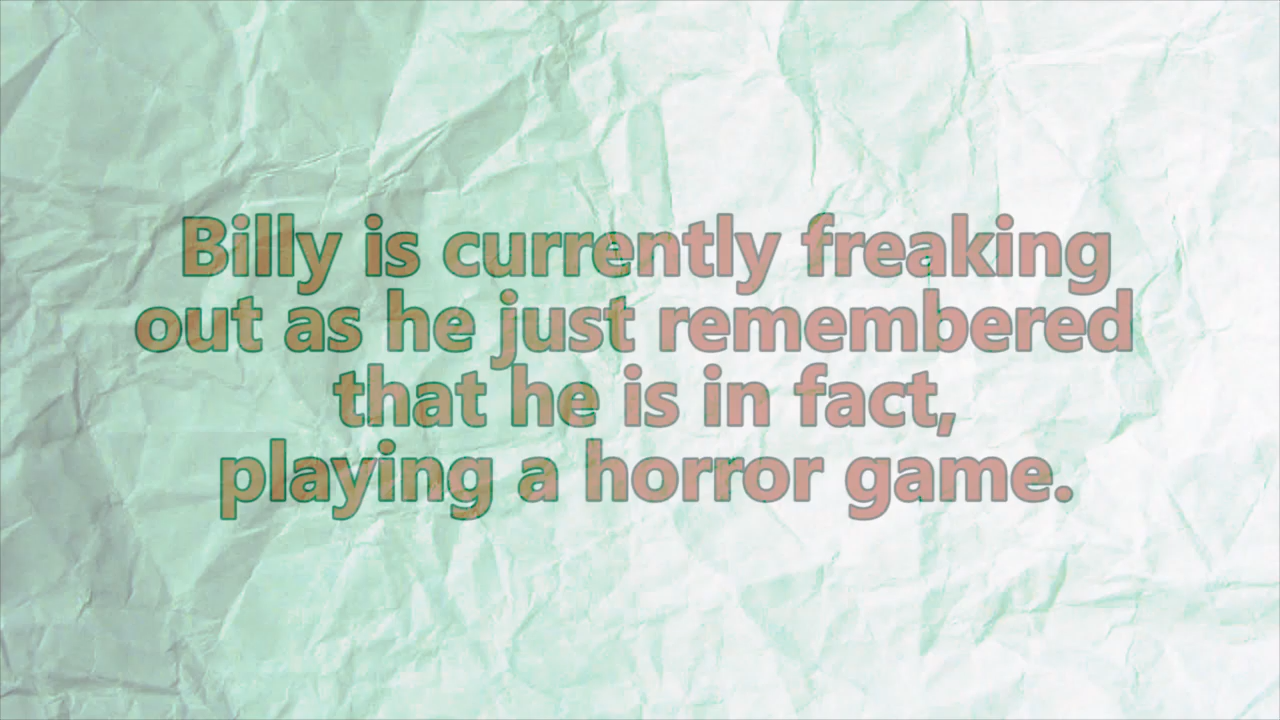 Billy is currently freaking
out as he just remembered
that he is in fact,
playing a horror game.